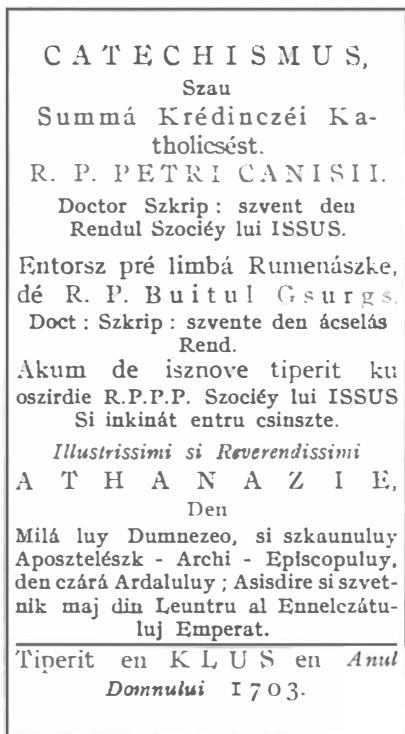 CATECHISMUS,
Szau
Summá Krédinczéi Ka-
tholicsést.
R. P. PETRI CANISII.
Doctor Szkrip : szvent den
Rendul Szociéy lui ISSUS.
Entorsz pré limbá Rumenászke,
dé R. P. Buitul Gsurgs.
Doct : Szkrip : szvente den ácselás
Rend.
Akum de isznove tiperit ku
oszirdie R.P.P.P. Szociéy lui ISSUS
Si inkinát entru csinszte.
Illustrissimi si Reverendissimi
ATHANAZIE,
Den
Milá luy Dumnezeo, si szkaunuluy
Aposztelészk - Archi - Episcopuluy,
den czárá Ardaluluy ; Asisdire si szvet-
nik maj din Leuntru al Ennelczátu-
luj Emperat.
Tiperit en KLUS en Anul
Domnului 1703.